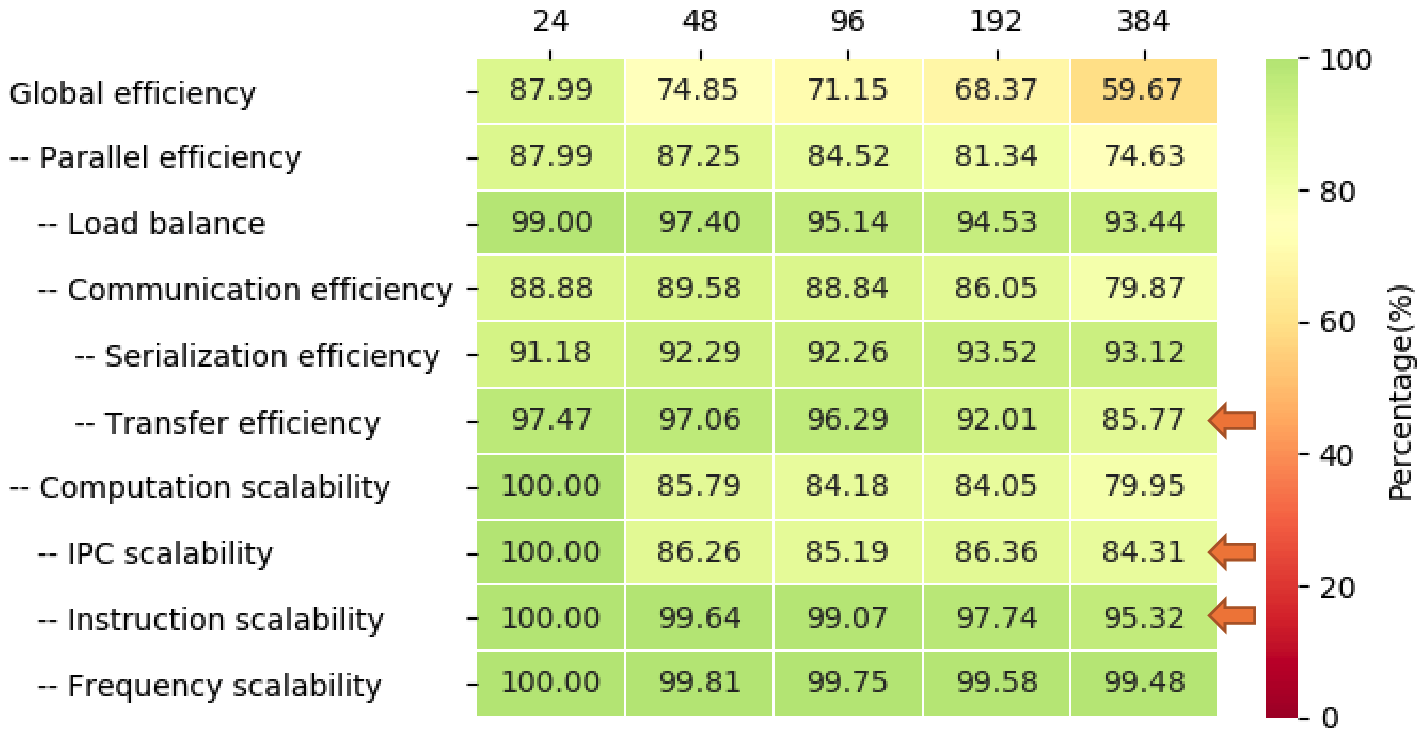 24 48 96 192 384
Global efficiency 87.99 74.85 71.15 68.37 59.67
-- Parallel efficiency 87.99 87.25 84.52 81.34 74.63
-- Load balance 99.00 97.40 95.14 94.53 93.44
-- Communication efficiency 88.88 89.58 88.84 86.05 79.87
-- Serialization efficiency 91.18 92.29 92.26 93.52 93.12
-- Transfer efficiency 97.47 97.06 96.29 92.01 85.77
-- Computation scalability 100.00 85.79 84.18 84.05 79.95
-- IPC scalability 100.00 86.26 85.19 86.36 84.31
-- Instruction scalability 100.00 99.64 99.07 97.74 95.32
-- Frequency scalability 100.00 99.81 99.75 99.58 99.48
100
80
60
40
20
0
Percentage(%)